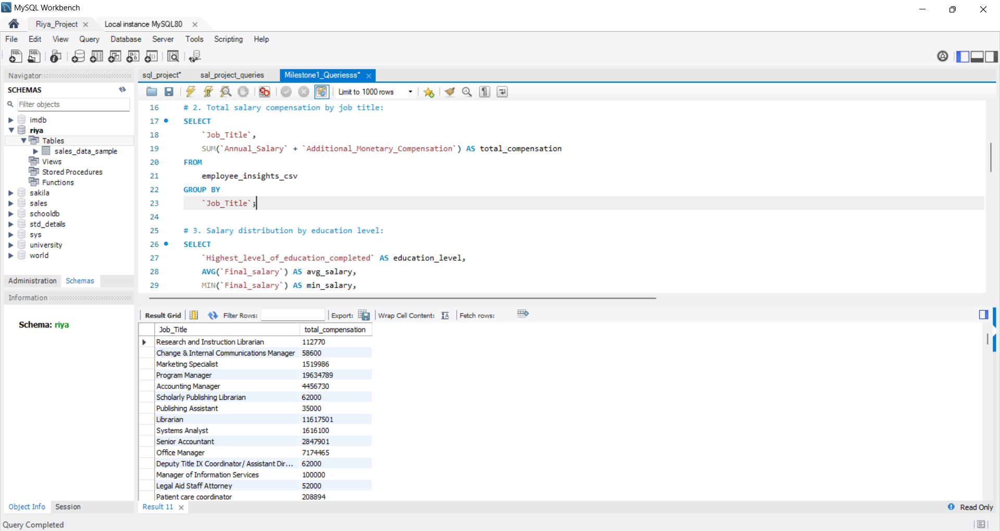 MySQL Workbench
Riya_Project
Local instance MySQL80
File Edit View Query Database Server Tools Scripting Help
Navigator
sql_project*
sal_project_queries
Milestone1_Queriesss*
SCHEMAS
Limit to 1000 rows
Filter objects
imdb
riya
Tables
sales_data_sample
Views
Stored Procedures
Functions
sakila
sales
schooldb
std_details
sys
university
world
Administration Schemas
Information
Schema: riya
Object Info Session
16 # 2. Total salary compensation by job title:
17 SELECT
18 `Job_Title`,
19 SUM(`Annual_Salary` + `Additional_Monetary_Compensation`) AS total_compensation
20 FROM
21 employee_insights_csv
22 GROUP BY
23 `Job_Title`;
24
25 # 3. Salary distribution by education level:
26 SELECT
27 `Highest_level_of_education_completed` AS education_level,
28 AVG(`Final_salary`) AS avg_salary,
29 MIN(`Final_salary`) AS min_salary,
Result Grid Filter Rows: Export: Wrap Cell Content: Fetch rows:
Job_Title total_compensation
Research and Instruction Librarian 112770
Change & Internal Communications Manager 58600
Marketing Specialist 1519986
Program Manager 19634789
Accounting Manager 4456730
Scholarly Publishing Librarian 62000
Publishing Assistant 35000
Librarian 11617501
Systems Analyst 1616100
Senior Accountant 2847901
Office Manager 7174465
Deputy Title IX Coordinator/ Assistant Dir... 62000
Manager of Information Services 100000
Legal Aid Staff Attorney 52000
Patient care coordinator 208894
Result 11
Read Only
Query Completed